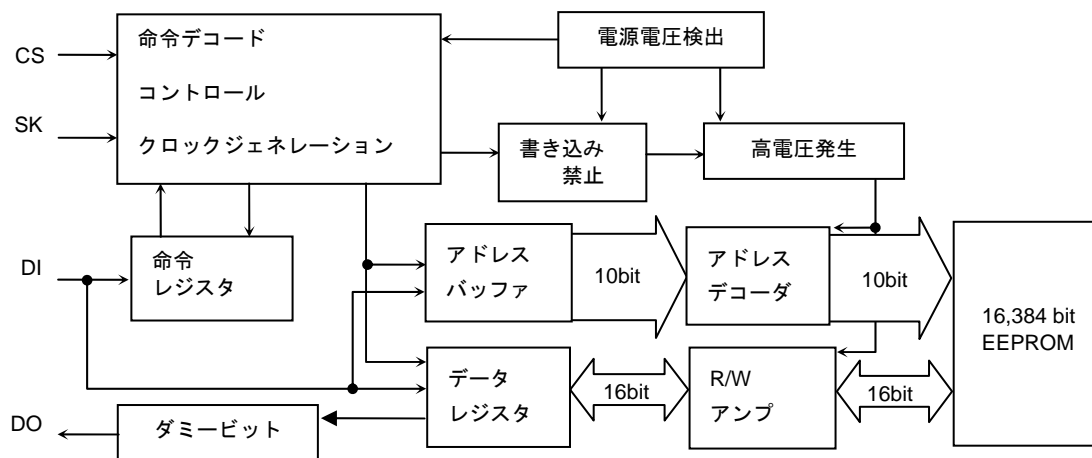 CS
命令デコード
コントロール
クロックジェネレーション
電源電圧検出
SK
書き込み
禁止
高電圧発生
DI
命令
レジスタ
アドレス
バッファ
10bit
アドレス
デコーダ
10bit
16,384 bit
EEPROM
データ
レジスタ
16bit
R/W
アンプ
16bit
DO
ダミービット